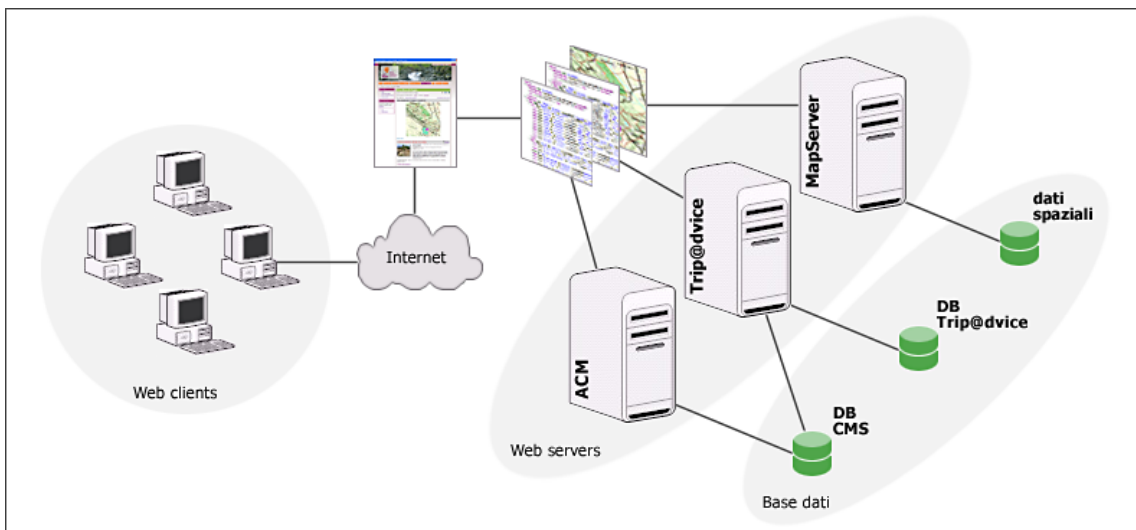 MapServer
dati
spaziali
Trip@dvice
Internet
DB
Trip@dvice
ACM
Web clients
DB
CMS
Web servers
Base dati